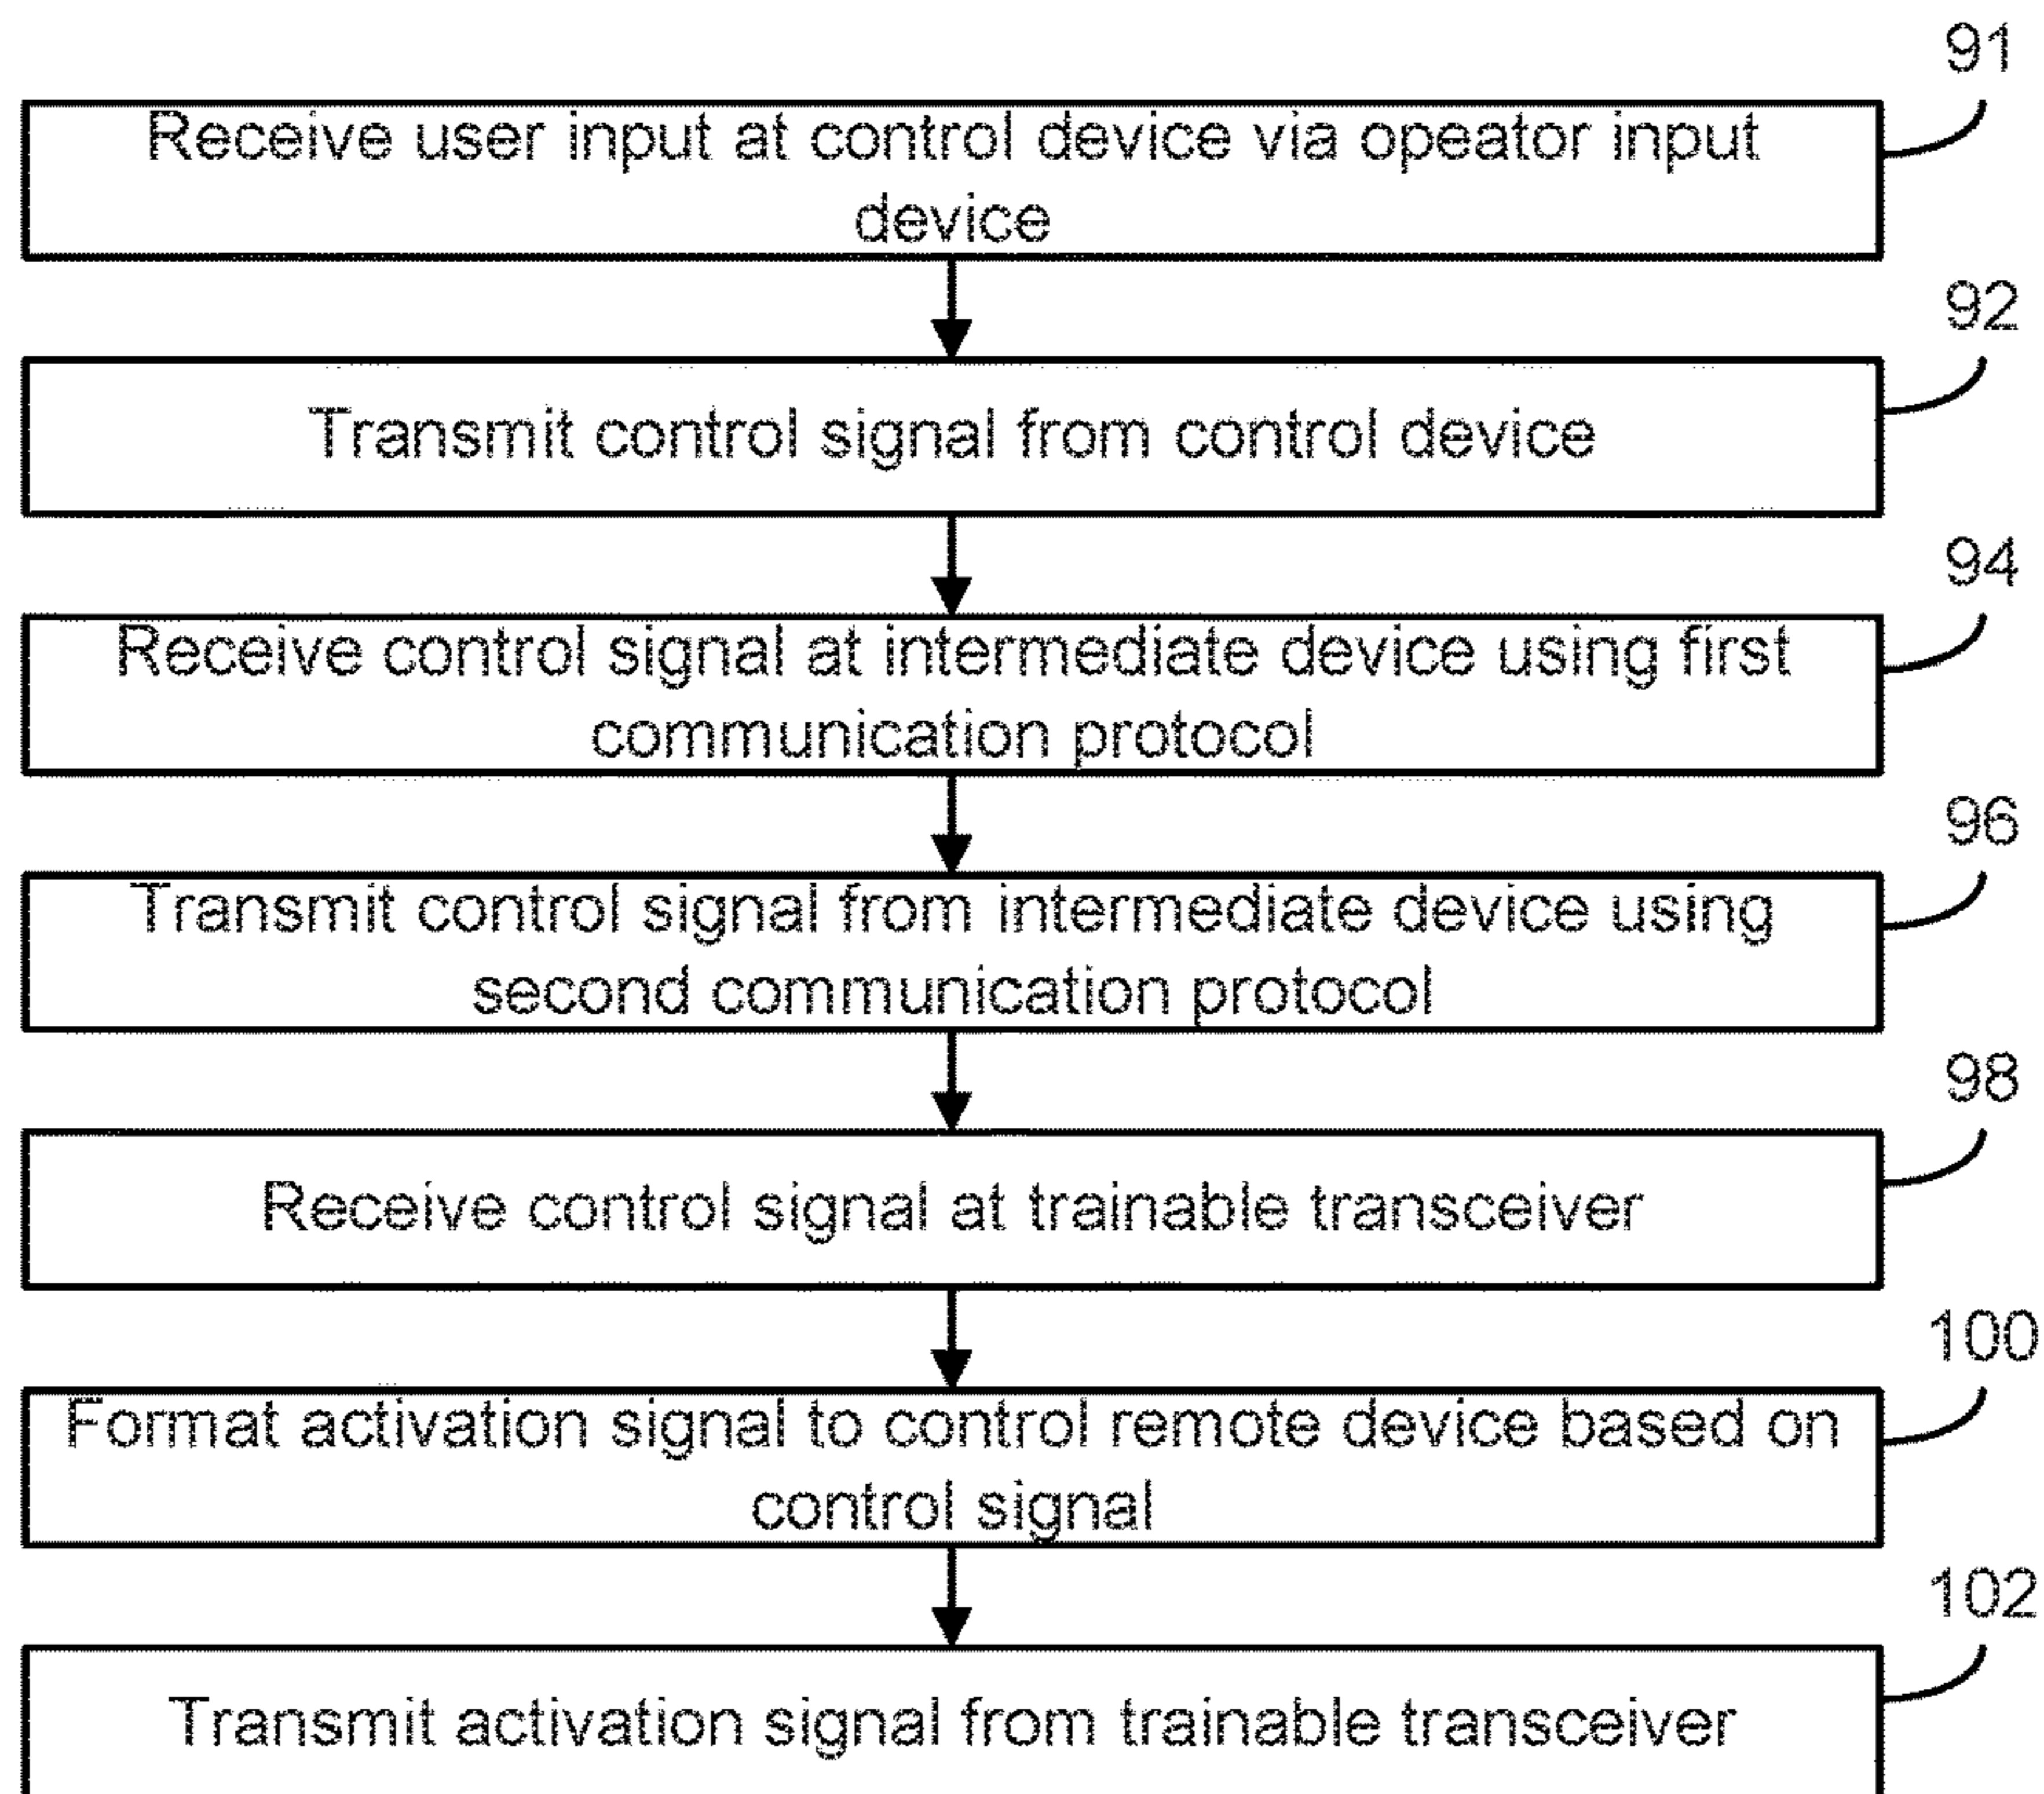 91
Receive user input at control device via opeator input
device
92
Transmit control signal from control device
94
Receive control signal at intermediate device using first
communication protocol
96
Transmit control signal from intermediate device using
second communication protocol
98
Receive control signal at trainable transceiver
100
Format activation signal to control remote device based on
control signal
102
Transmit activation signal from trainable transceiver